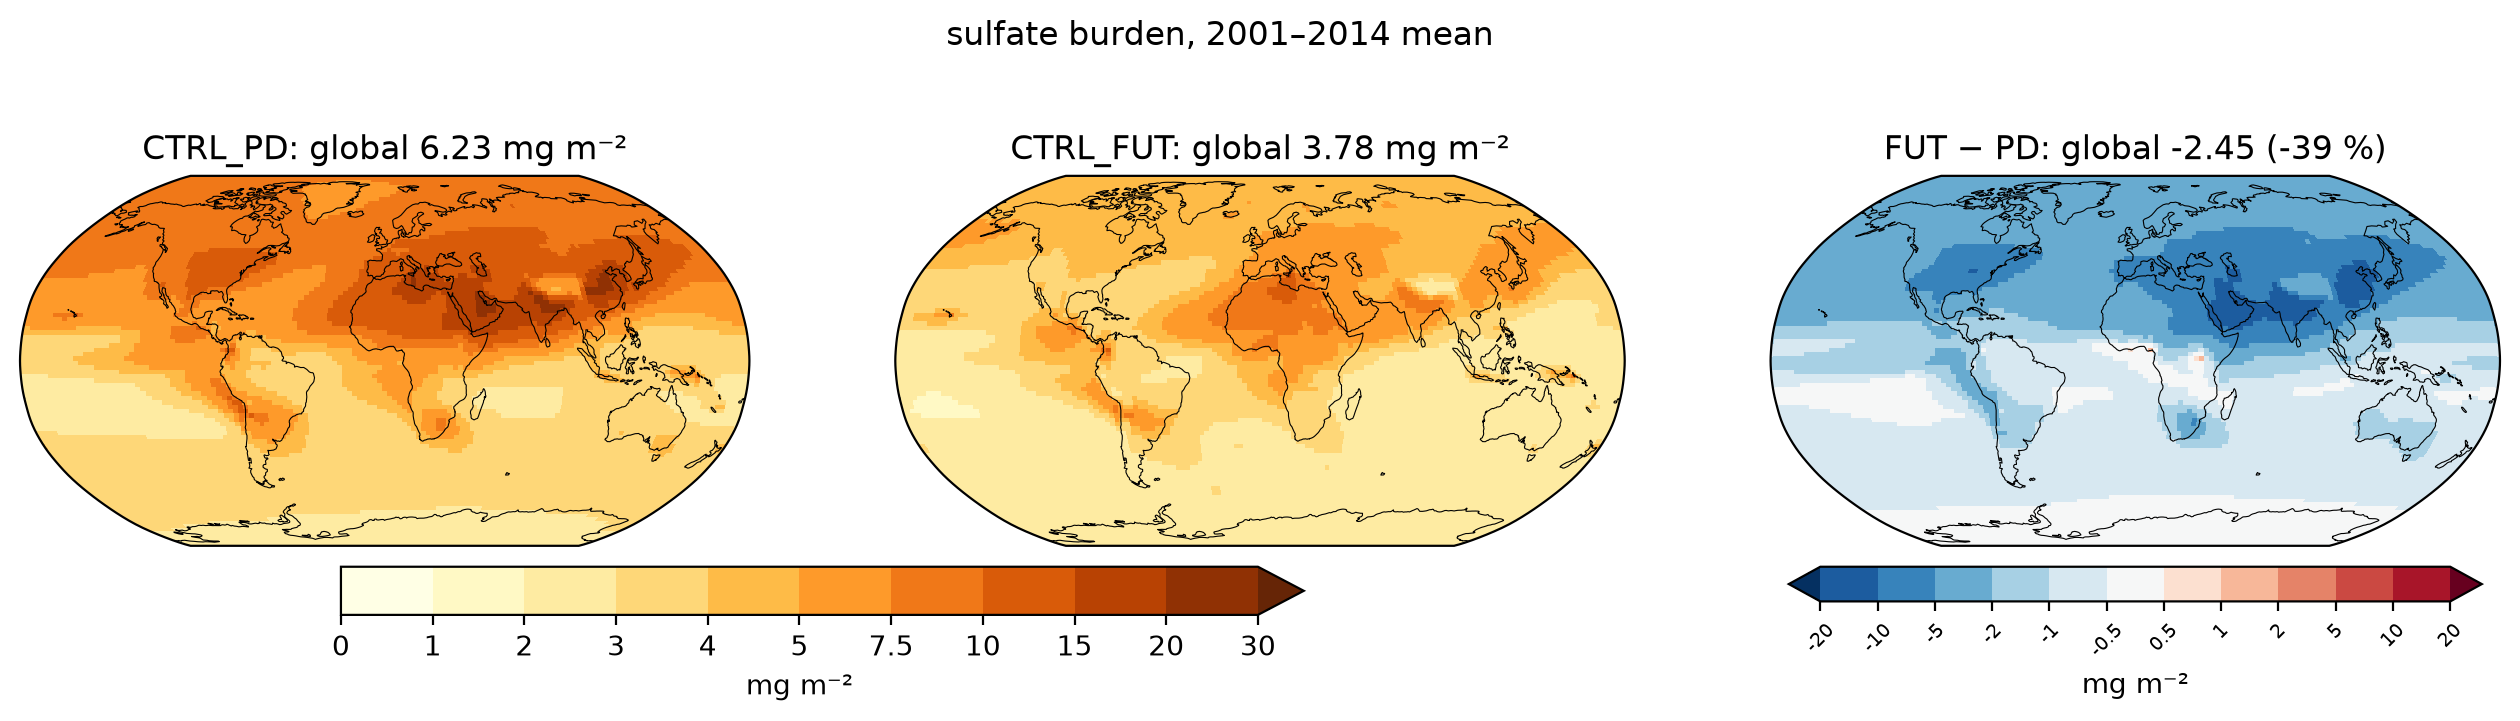 sulfate burden, 2001–2014 mean
CTRL_PD: global 6.23 mg m⁻²
CTRL_FUT: global 3.78 mg m⁻²
FUT − PD: global -2.45 (-39 %)
0 1 2 3 4 5 7.5 10 15 20 30
mg m⁻²
-20 -10 -5 -2 -1 -0.5 0.5 1 2 5 10 20
mg m⁻²